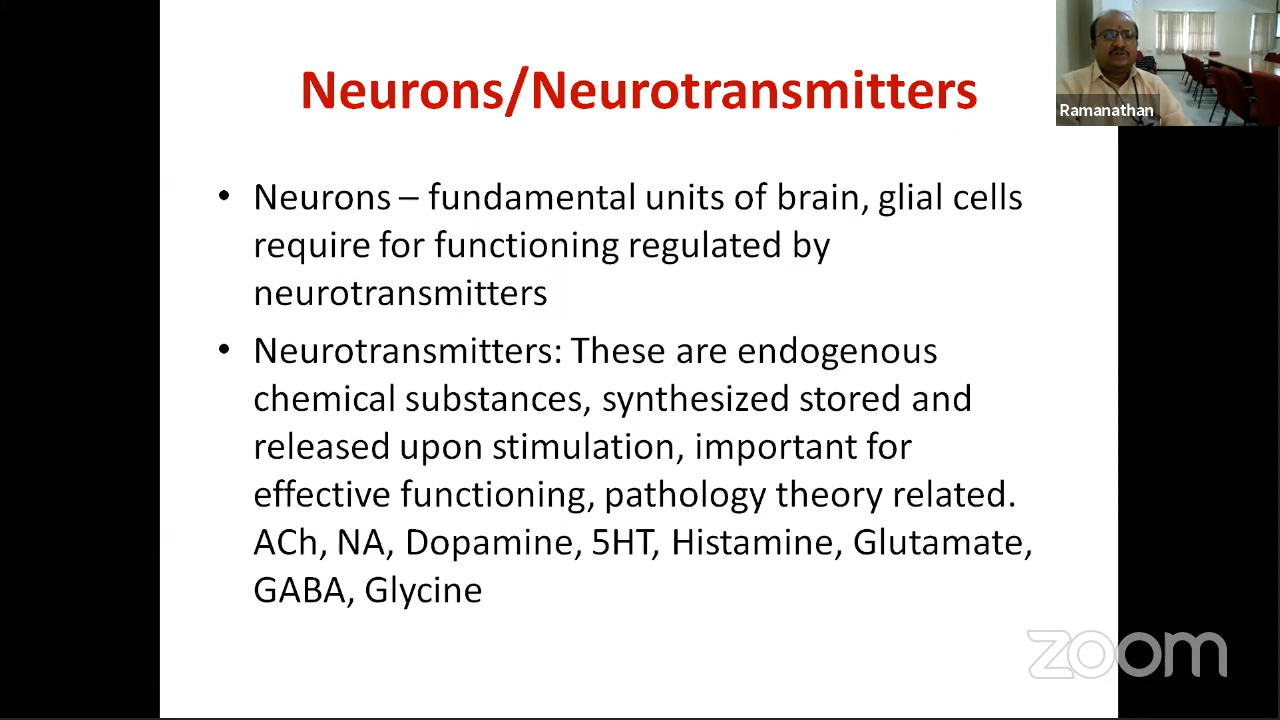 Neurons/Neurotransmitters
Ramanathan
• Neurons – fundamental units of brain, glial cells
require for functioning regulated by
neurotransmitters
• Neurotransmitters: These are endogenous
chemical substances, synthesized stored and
released upon stimulation, important for
effective functioning, pathology theory related.
ACh, NA, Dopamine, 5HT, Histamine, Glutamate,
GABA, Glycine
zoom